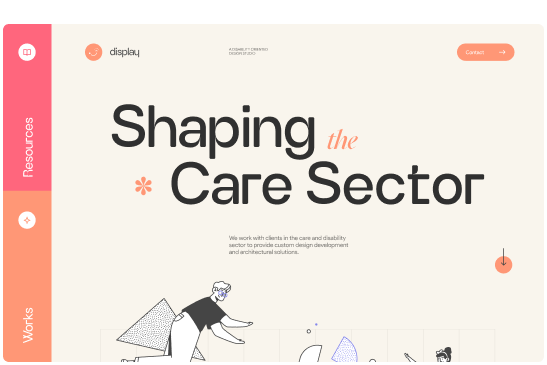 display
A DISABILITY ORIENTED
DESIGN STUDIO
Contact
Resources
Shaping the
Care Sector
We work with clients in the care and disability
sector to provide custom design development
and architectural solutions.
Works